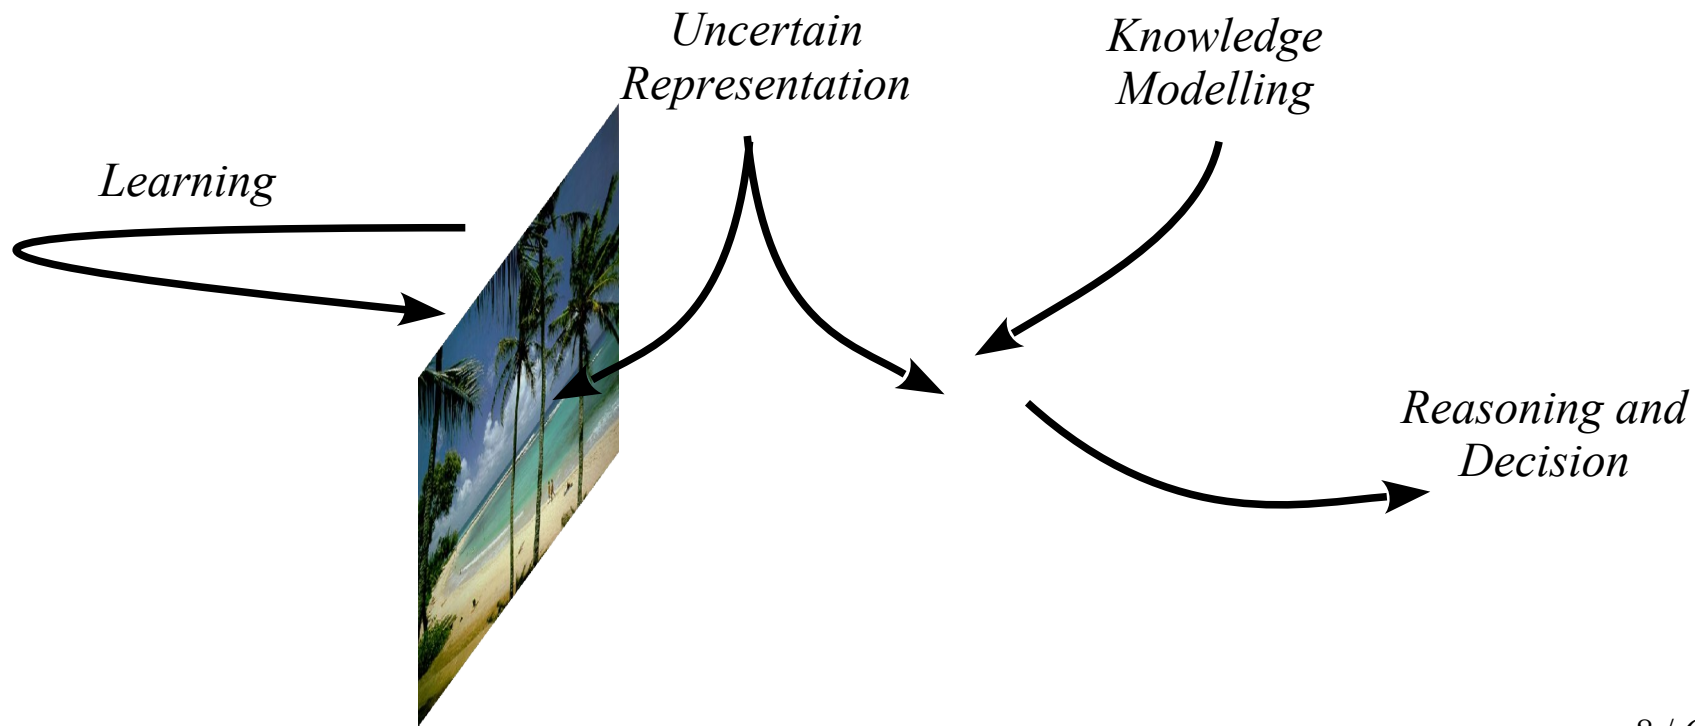 Uncertain
Representation
Knowledge
Modelling
Learning
Reasoning and
Decision